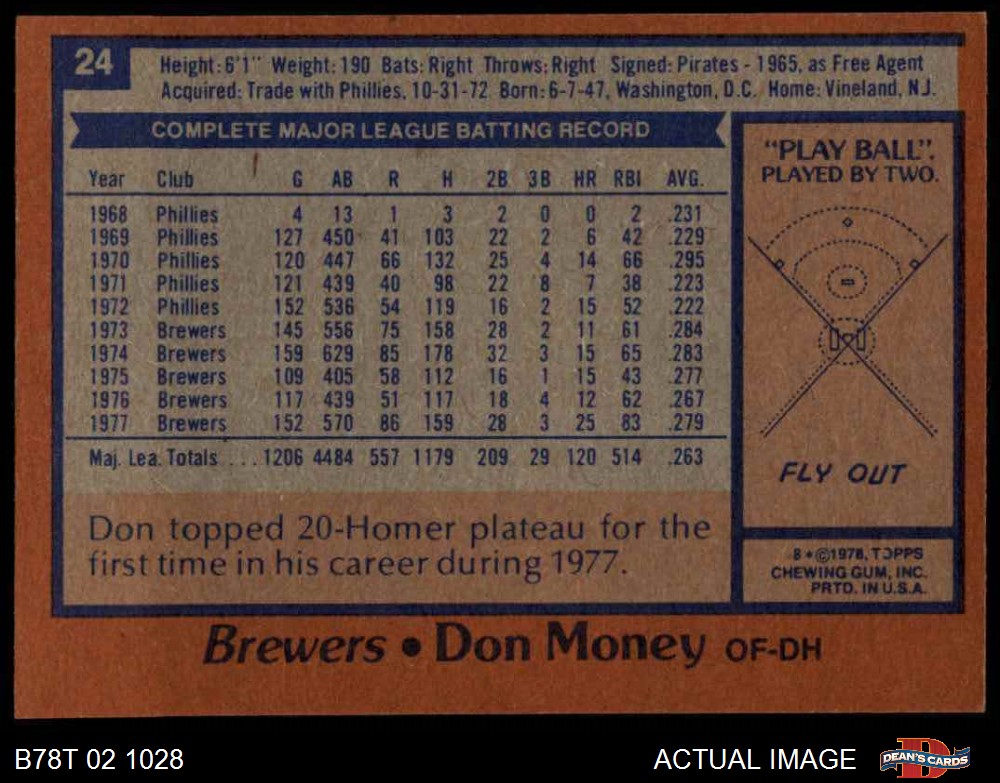 24
Height: 6'1" Weight: 190 Bats: Right Throws: Right Signed: Pirates - 1965, as Free Agent
Acquired: Trade with Phillies, 10-31-72 Born: 6-7-47, Washington, D.C. Home: Vineland, N.J.
COMPLETE MAJOR LEAGUE BATTING RECORD
Year Club G AB R H 2B 3B HR RBI AVG.
1968 Phillies 4 13 1 3 2 0 0 2 .231
1969 Phillies 127 450 41 103 22 2 6 42 .229
1970 Phillies 120 447 66 132 25 4 14 66 .295
1971 Phillies 121 439 40 98 22 8 7 38 .223
1972 Phillies 152 536 54 119 16 2 15 52 .222
1973 Brewers 145 556 75 158 28 2 11 61 .284
1974 Brewers 159 629 85 178 32 3 15 65 .283
1975 Brewers 109 405 58 112 16 1 15 43 .277
1976 Brewers 117 439 51 117 18 4 12 62 .267
1977 Brewers 152 570 86 159 28 3 25 83 .279
Maj. Lea. Totals ... 1206 4484 557 1179 209 29 120 514 .263
Don topped 20-Homer plateau for the
first time in his career during 1977.
"PLAY BALL".
PLAYED BY TWO.
FLY OUT
8*©1978, TOPPS
CHEWING GUM, INC.
PRTD. IN U.S.A.
Brewers • Don Money OF-DH
B78T 02 1028
ACTUAL IMAGE
D
DEAN'S CARDS